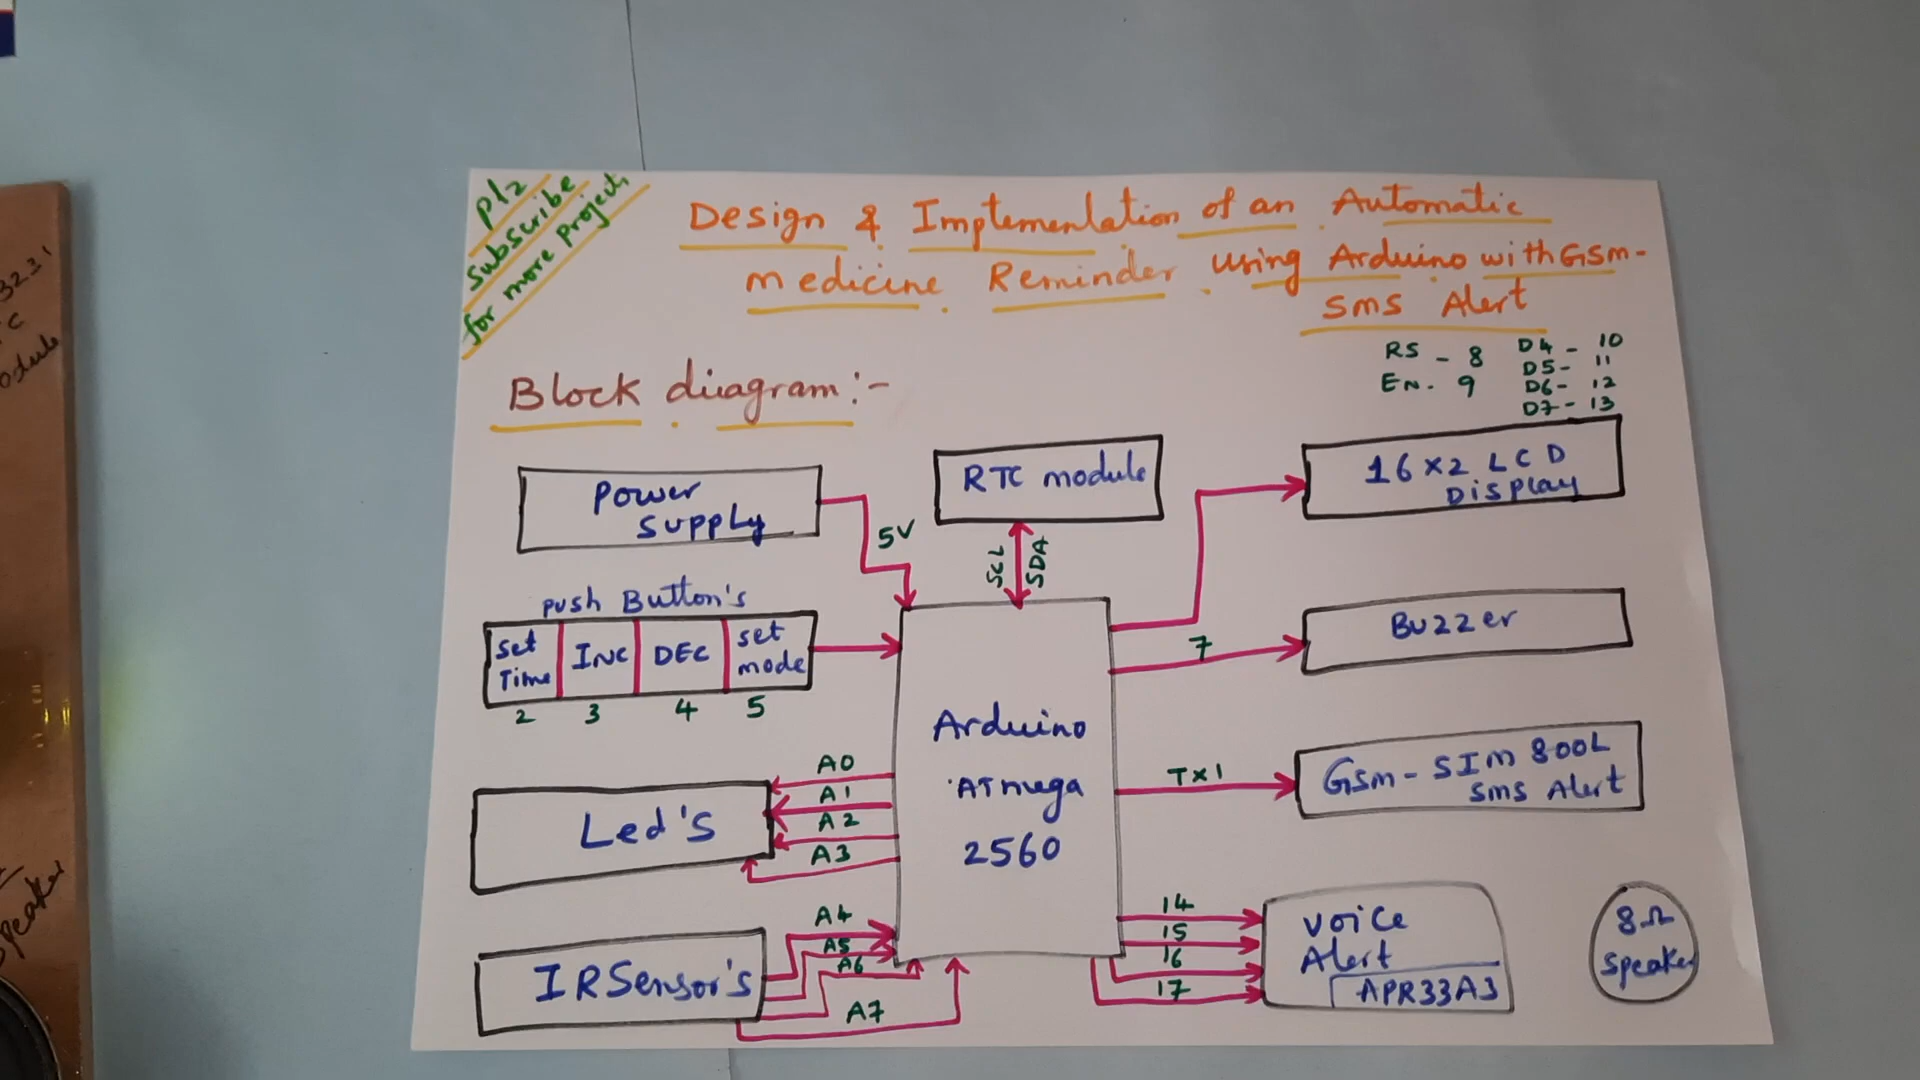 Plz
Subscribe
for more projects
Design & Implementation of an Automatic
medicine Reminder using Arduino with GSM-
SMS Alert
RS - 8
EN. 9
D4 - 10
D5- 11
D6- 12
D7- 13
Block diagram:-
Power
Supply
5V
RTC module
SCL
SDA
16x2 LCD
Display
Push Button's
Set
Time
INC
DEC
set
mode
2 3 4 5
7
Buzzer
Arduino
ATmega
2560
Led's
A0
A1
A2
A3
TX1
GSM - SIM 800L
SMS Alert
IRSensor's
A4
A5
A6
A7
14
15
16
17
Voice
Alert
APR33A3
8Ω
Speaker
3231
C
odule
Speaker